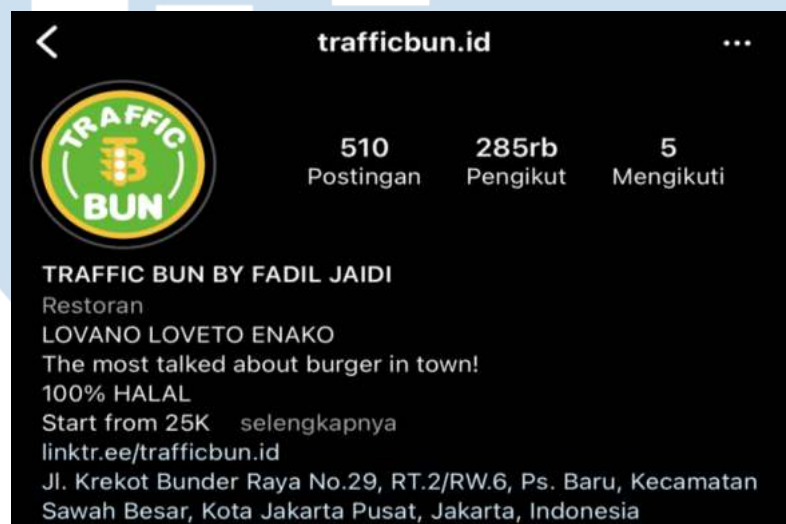 trafficbun.id
TRAFFIC
B
BUN
510 285rb 5
Postingan Pengikut Mengikuti
TRAFFIC BUN BY FADIL JAIDI
Restoran
LOVANO LOVETO ENAKO
The most talked about burger in town!
100% HALAL
Start from 25K selengkapnya
linktr.ee/trafficbun.id
Jl. Krekot Bunder Raya No.29, RT.2/RW.6, Ps. Baru, Kecamatan
Sawah Besar, Kota Jakarta Pusat, Jakarta, Indonesia